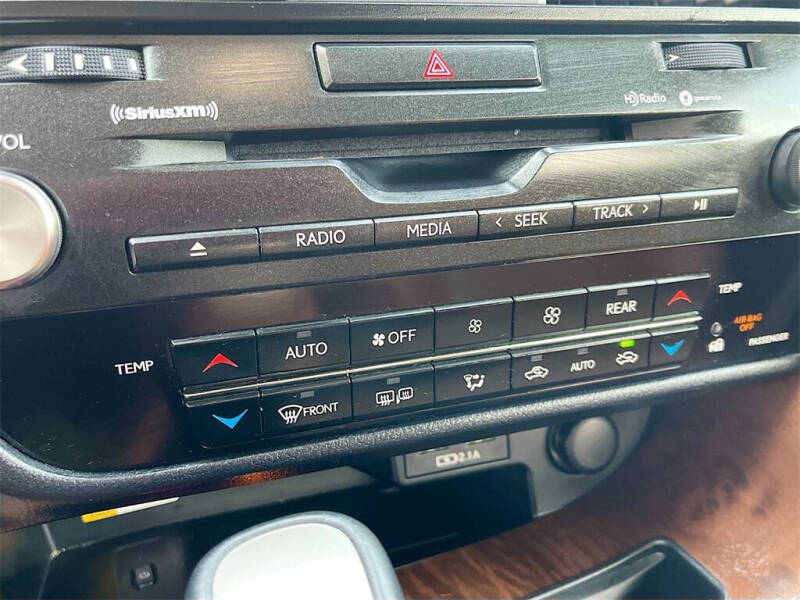 SiriusXM
HD Radio gracenote
VOL
RADIO MEDIA < SEEK TRACK >
TEMP
AUTO OFF REAR
TEMP
AIR BAG
OFF
PASSENGER
FRONT AUTO
2.1A